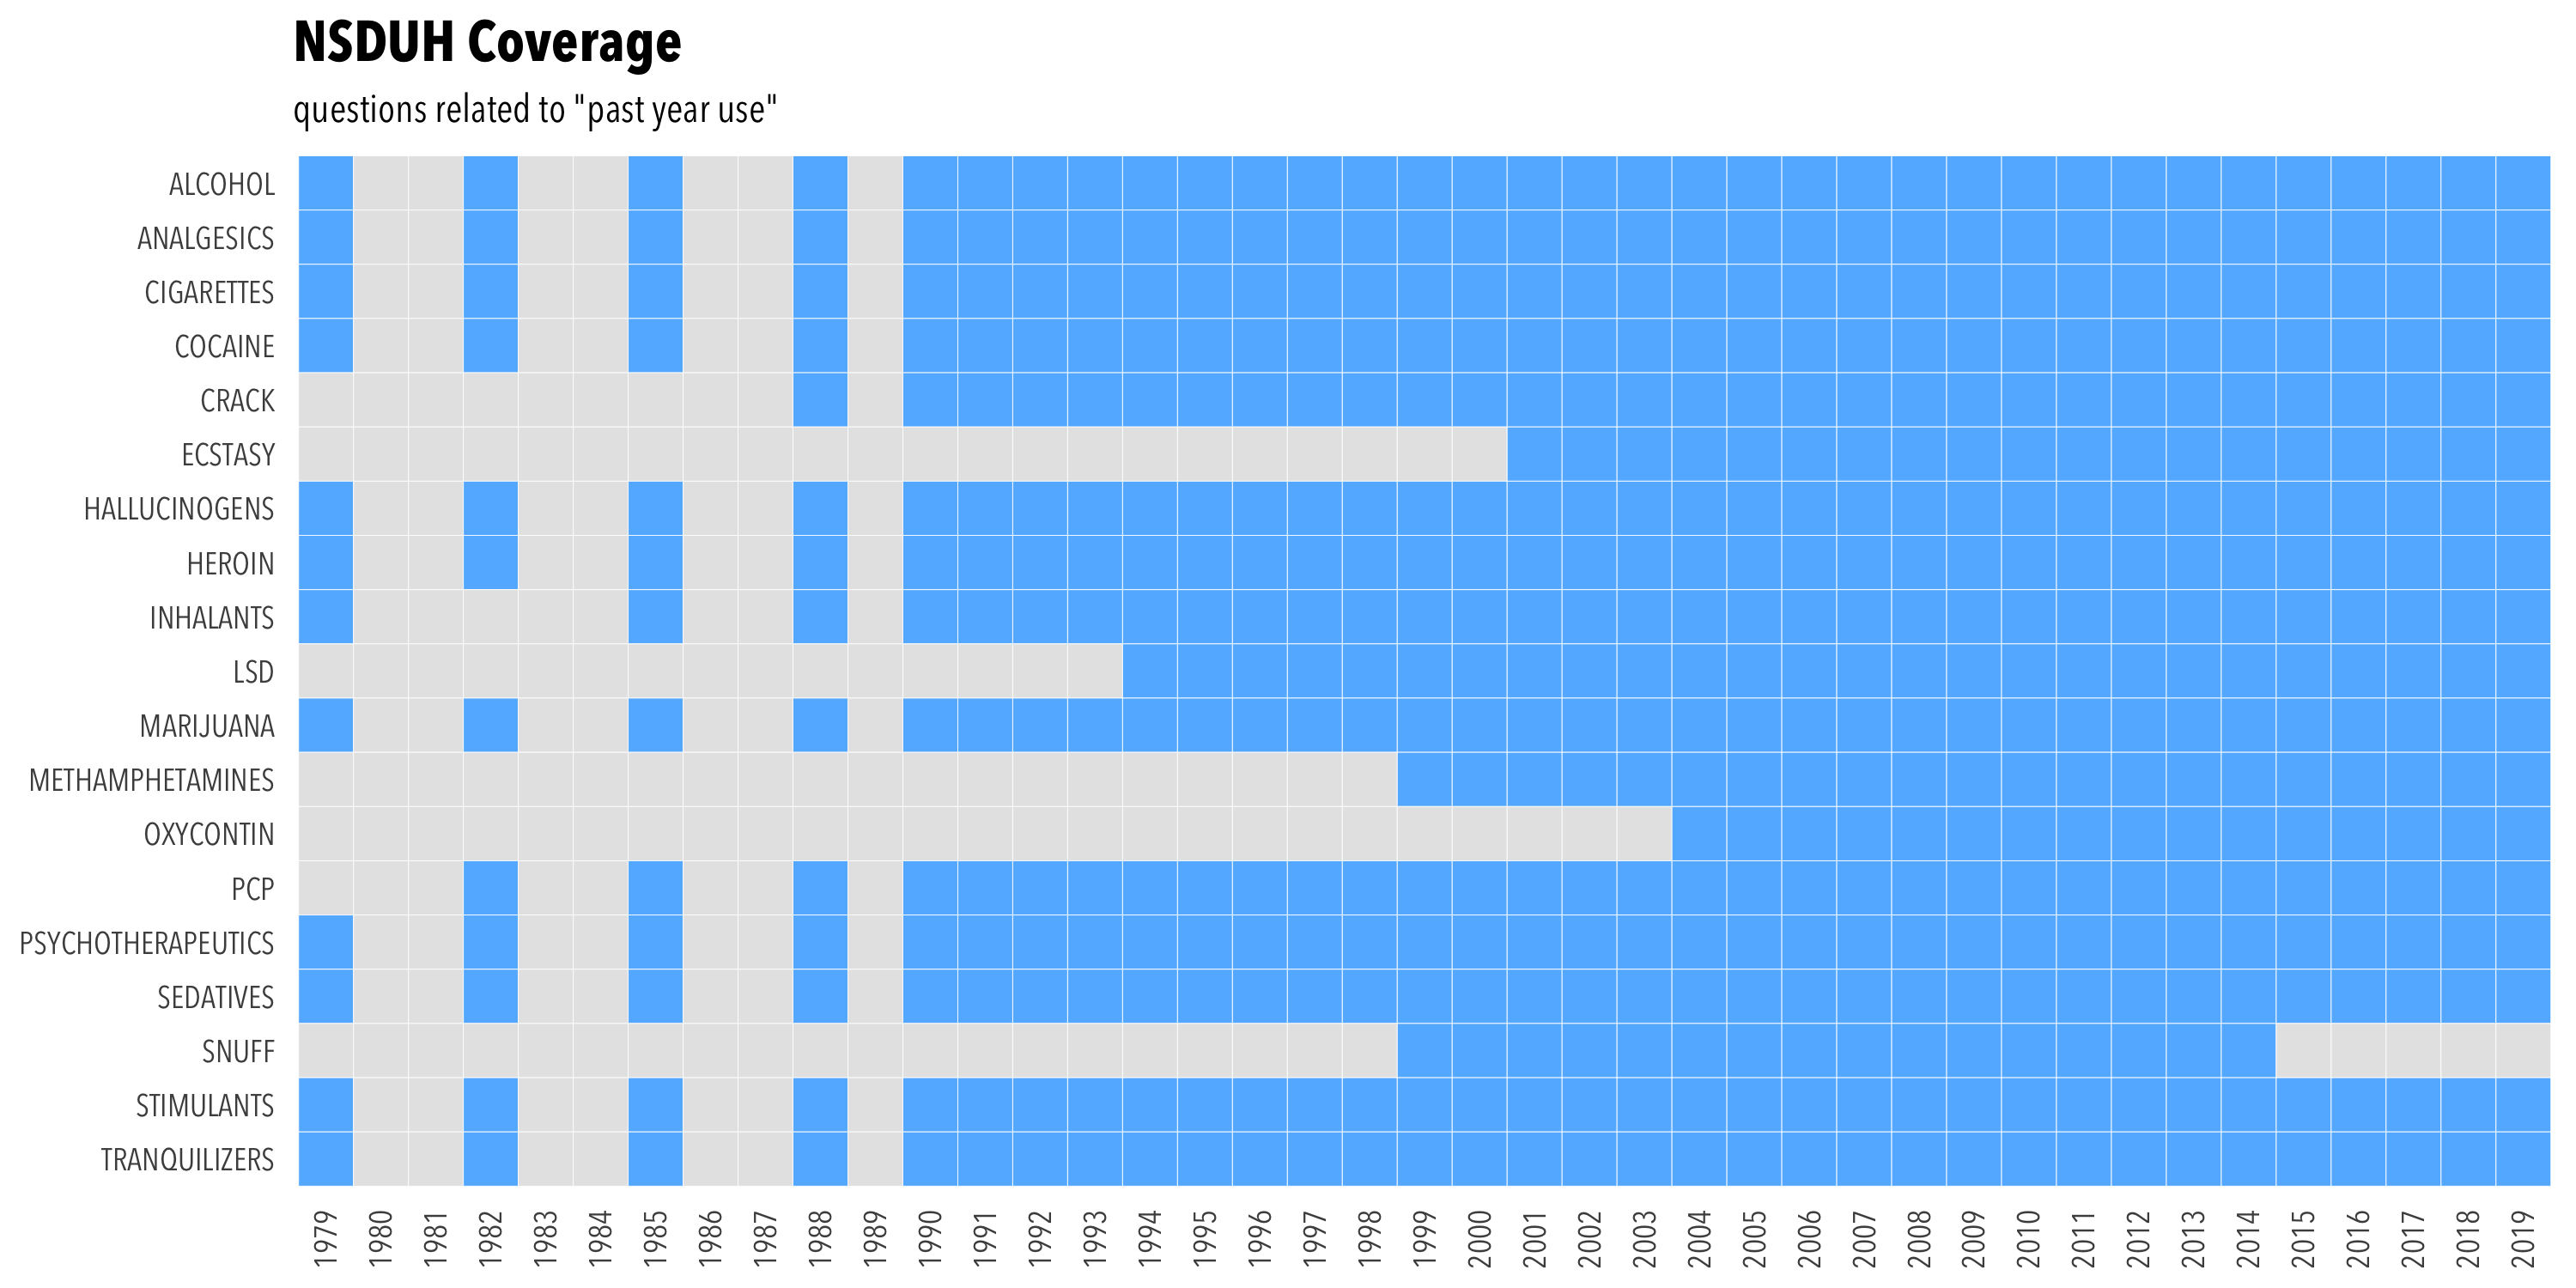 NSDUH Coverage
questions related to "past year use"
ALCOHOL
ANALGESICS
CIGARETTES
COCAINE
CRACK
ECSTASY
HALLUCINOGENS
HEROIN
INHALANTS
LSD
MARIJUANA
METHAMPHETAMINES
OXYCONTIN
PCP
PSYCHOTHERAPEUTICS
SEDATIVES
SNUFF
STIMULANTS
TRANQUILIZERS
1979 1980 1981 1982 1983 1984 1985 1986 1987 1988 1989 1990 1991 1992 1993 1994 1995 1996 1997 1998 1999 2000 2001 2002 2003 2004 2005 2006 2007 2008 2009 2010 2011 2012 2013 2014 2015 2016 2017 2018 2019